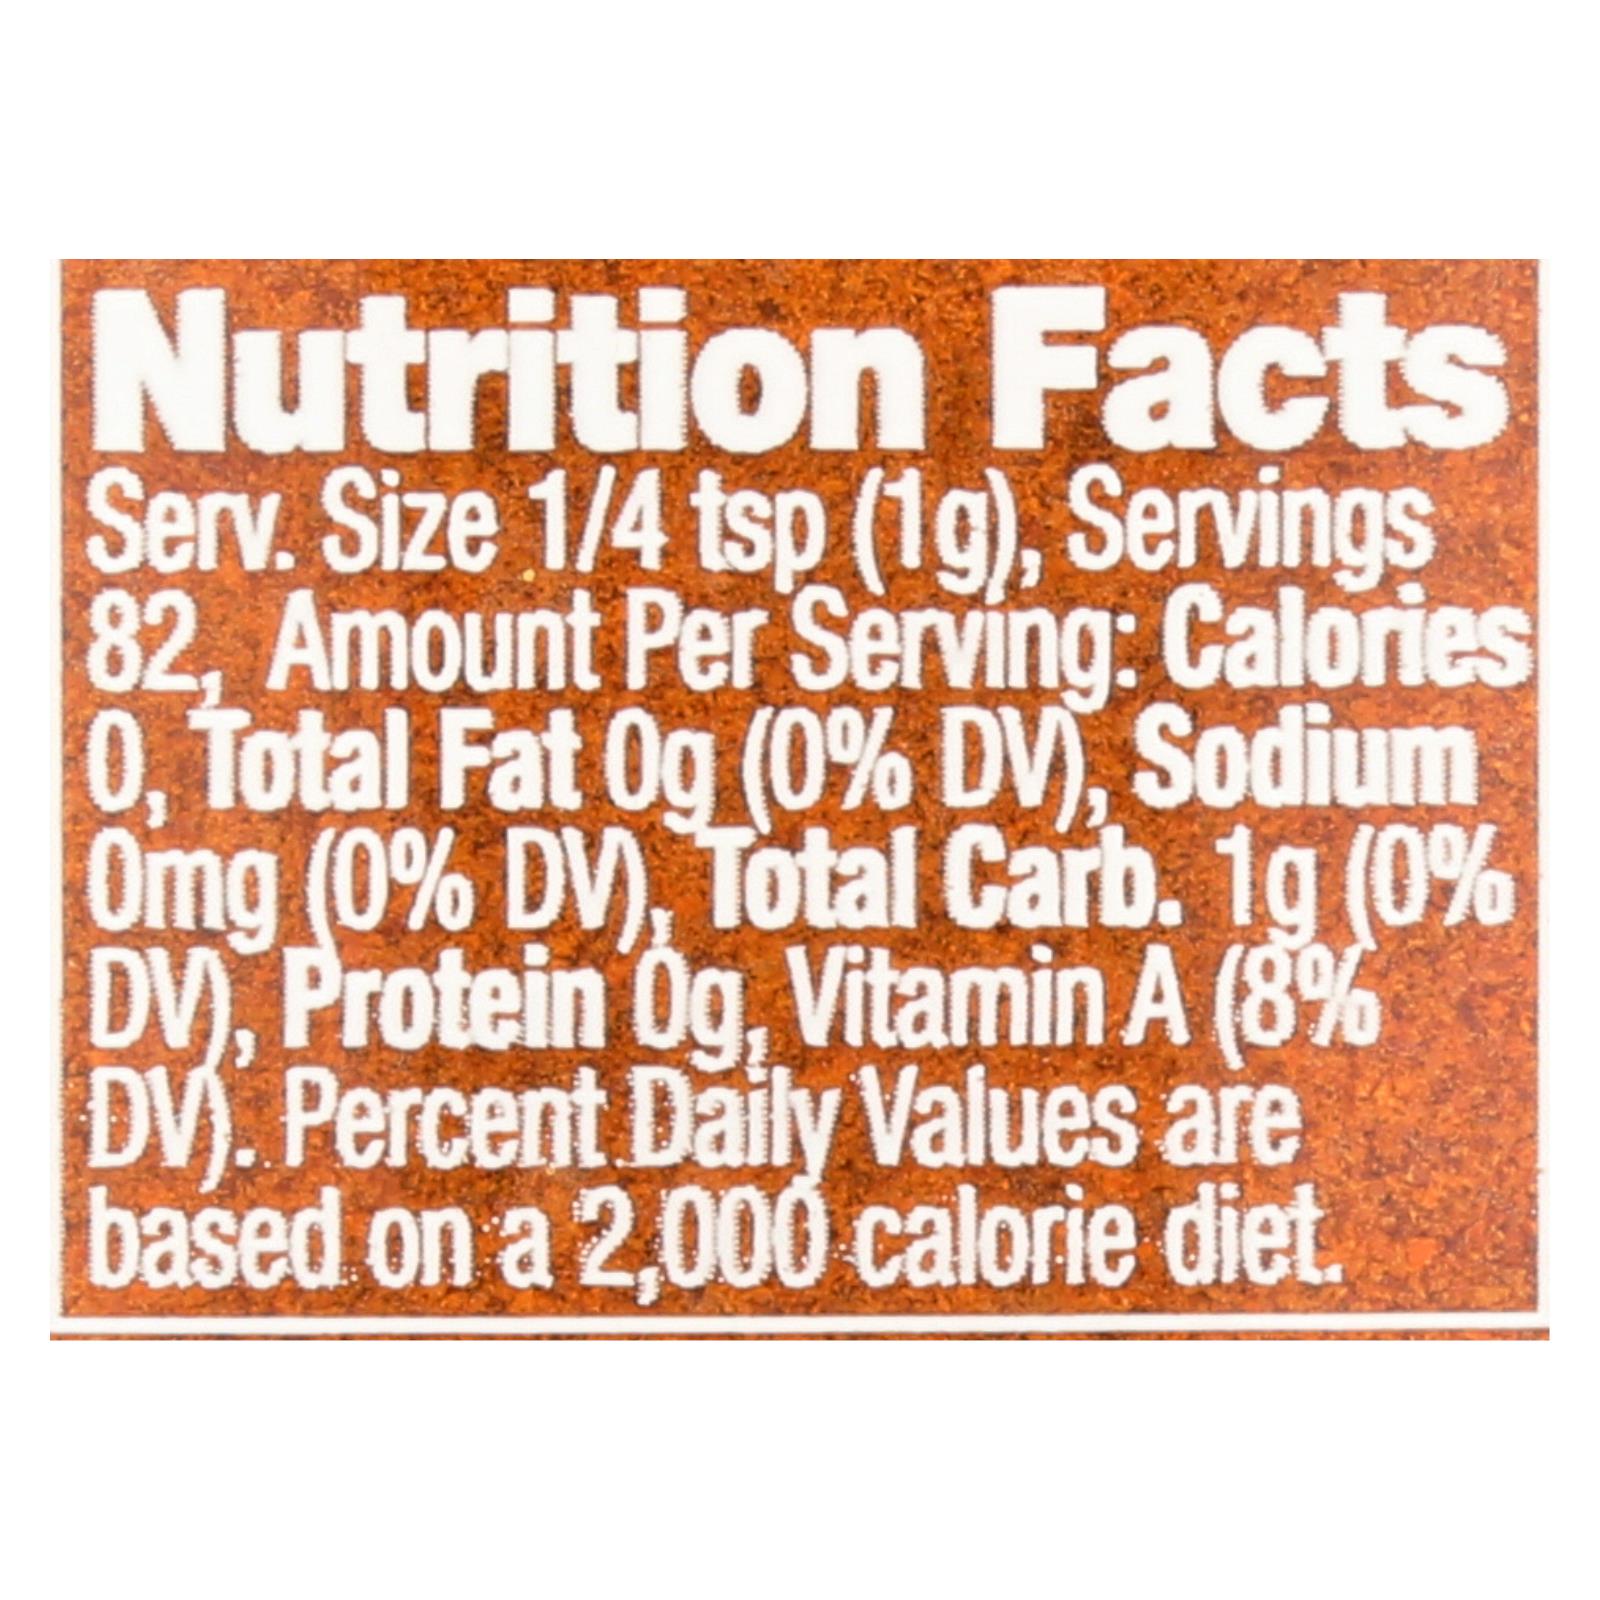 Nutrition Facts
Serv. Size 1/4 tsp (1g), Servings
82, Amount Per Serving: Calories
0, Total Fat 0g (0% DV), Sodium
0mg (0% DV), Total Carb. 1g (0%
DV), Protein 0g, Vitamin A (8%
DV). Percent Daily Values are
based on a 2,000 calorie diet.